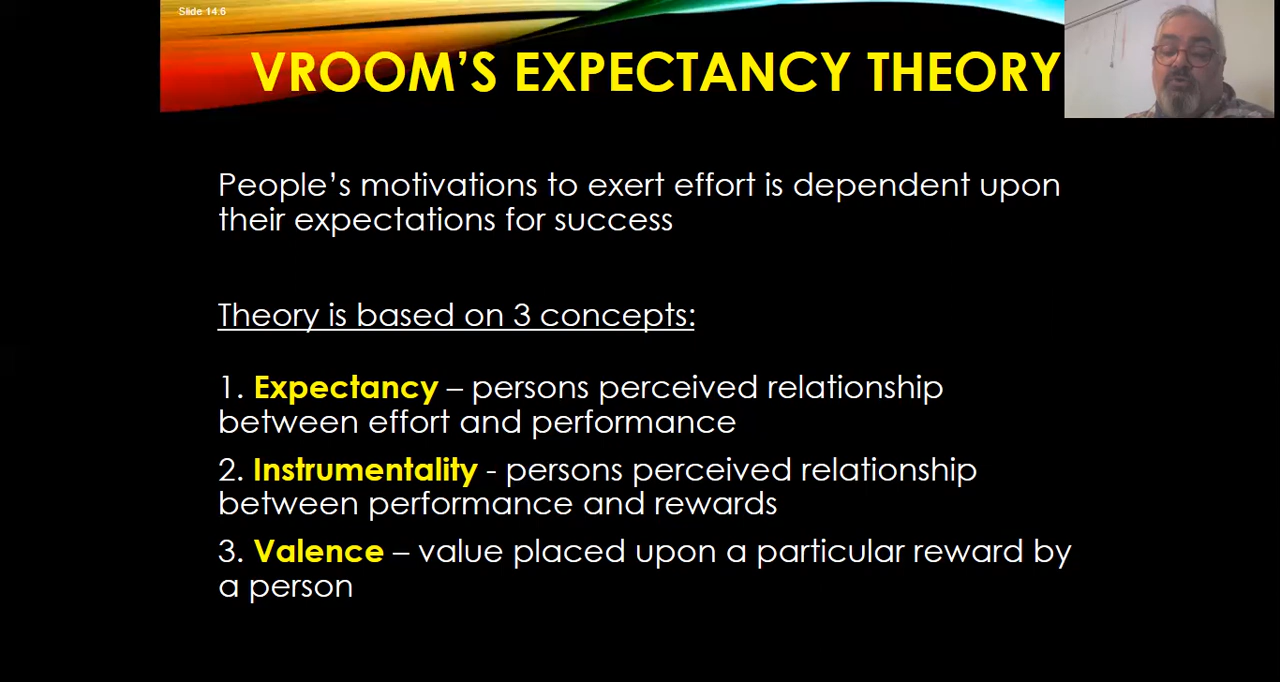 Slide 14.6
VROOM'S EXPECTANCY THEORY
People's motivations to exert effort is dependent upon
their expectations for success
Theory is based on 3 concepts:
1. Expectancy – persons perceived relationship
between effort and performance
2. Instrumentality - persons perceived relationship
between performance and rewards
3. Valence – value placed upon a particular reward by
a person